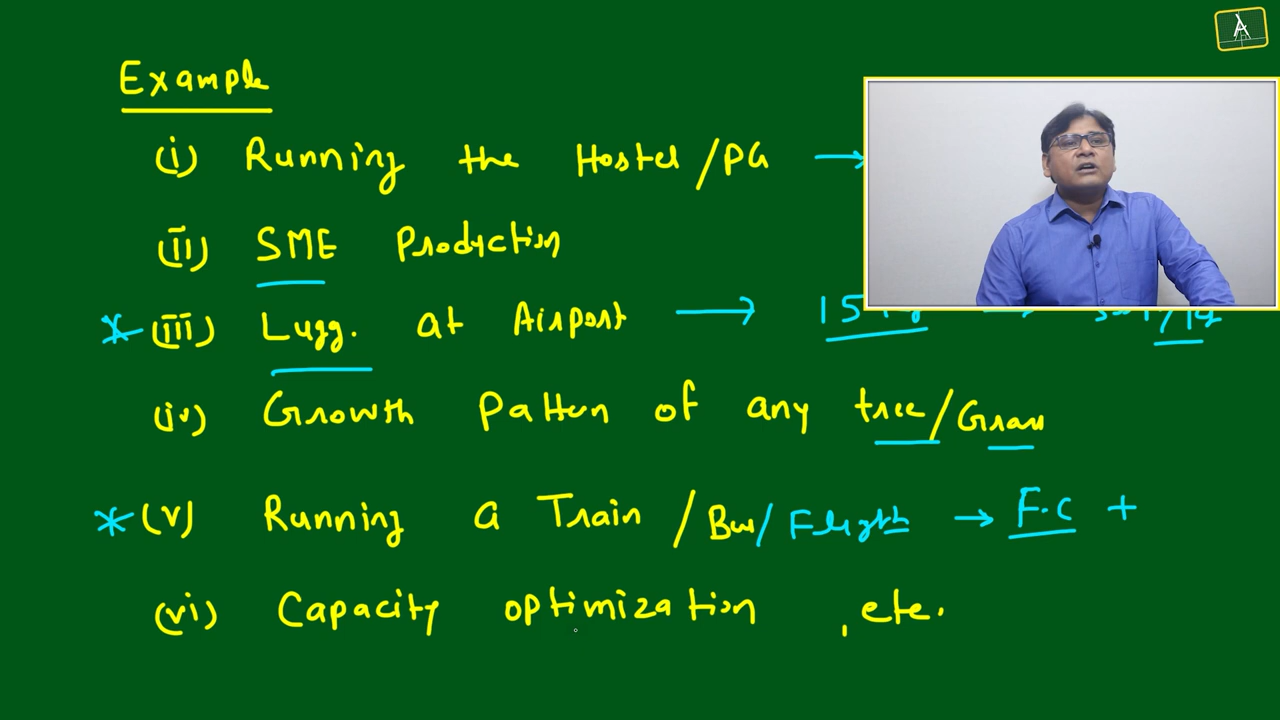 Example
(i) Running the Hostel /PG →
(ii) SME Production
* (iii) Lugg. at Airport → 15 →
(iv) Growth Pattern of any tree/Grass
* (v) Running a Train /Bus/ Flight → F.C +
(vi) Capacity optimization , etc.